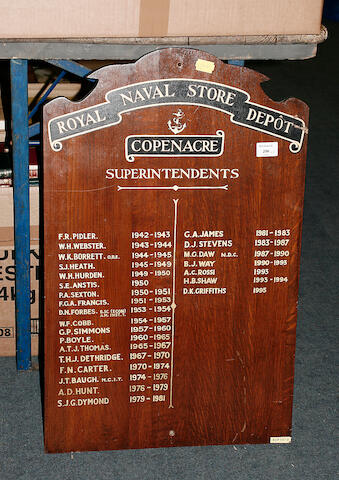 ROYAL NAVAL STORE DEPÔT
COPENACRE
SUPERINTENDENTS
F.R. PIDLER. 1942-1943
W.H. WEBSTER. 1943-1944
W.K. BORRETT. O.B.E. 1944-1945
S.J. HEATH. 1945-1949
W.H. HURDEN. 1949-1950
S.E. ANSTIS. 1950
P.A. SEXTON. 1950-1951
F.G.A. FRANCIS. 1951-1953
D.N. FORBES. 1953-1954
W.F. COBB. 1954-1957
G.P. SIMMONS 1957-1960
P. BOYLE. 1960-1965
A.T.J. THOMAS. 1965-1967
T.H.J. DETHRIDGE. 1967-1970
F.N. CARTER. 1970-1974
J.T. BAUGH. M.C.I.T. 1974-1976
A.D. HUNT. 1976-1979
S.J.G. DYMOND 1979-1981
G.A. JAMES 1981-1983
D.J. STEVENS 1983-1987
M.G. DAW N.D.C. 1987-1990
B.J. WAY 1990-1993
A.C. ROSSI 1993
H.B. SHAW 1993-1994
D.K. GRIFFITHS 1995